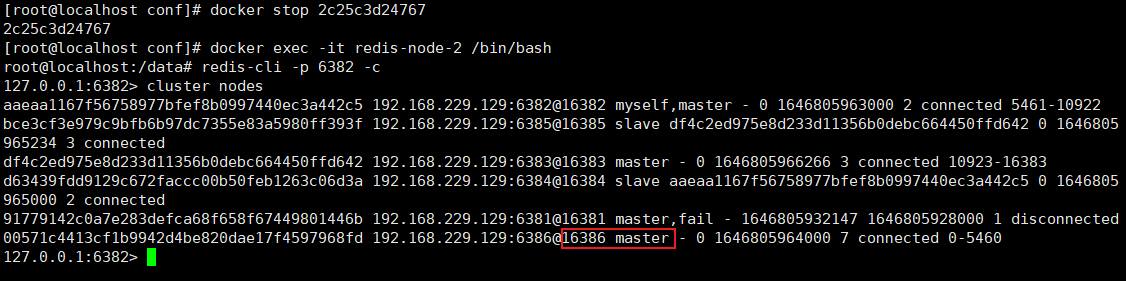 [root@localhost conf]# docker stop 2c25c3d24767
2c25c3d24767
[root@localhost conf]# docker exec -it redis-node-2 /bin/bash
root@localhost:/data# redis-cli -p 6382 -c
127.0.0.1:6382> cluster nodes
aaeaa1167f56758977bfef8b0997440ec3a442c5 192.168.229.129:6382@16382 myself,master - 0 1646805963000 2 connected 5461-10922
bce3cf3e979c9bfb6b97dc7355e83a5980ff393f 192.168.229.129:6385@16385 slave df4c2ed975e8d233d11356b0debc664450ffd642 0 1646805
965234 3 connected
df4c2ed975e8d233d11356b0debc664450ffd642 192.168.229.129:6383@16383 master - 0 1646805966266 3 connected 10923-16383
d63439fdd9129c672faccc00b50feb1263c06d3a 192.168.229.129:6384@16384 slave aaeaa1167f56758977bfef8b0997440ec3a442c5 0 1646805
965000 2 connected
91779142c0a7e283defca68f658f67449801446b 192.168.229.129:6381@16381 master,fail - 1646805932147 1646805928000 1 disconnected
00571c4413cf1b9942d4be820dae17f4597968fd 192.168.229.129:6386@16386 master - 0 1646805964000 7 connected 0-5460
127.0.0.1:6382>